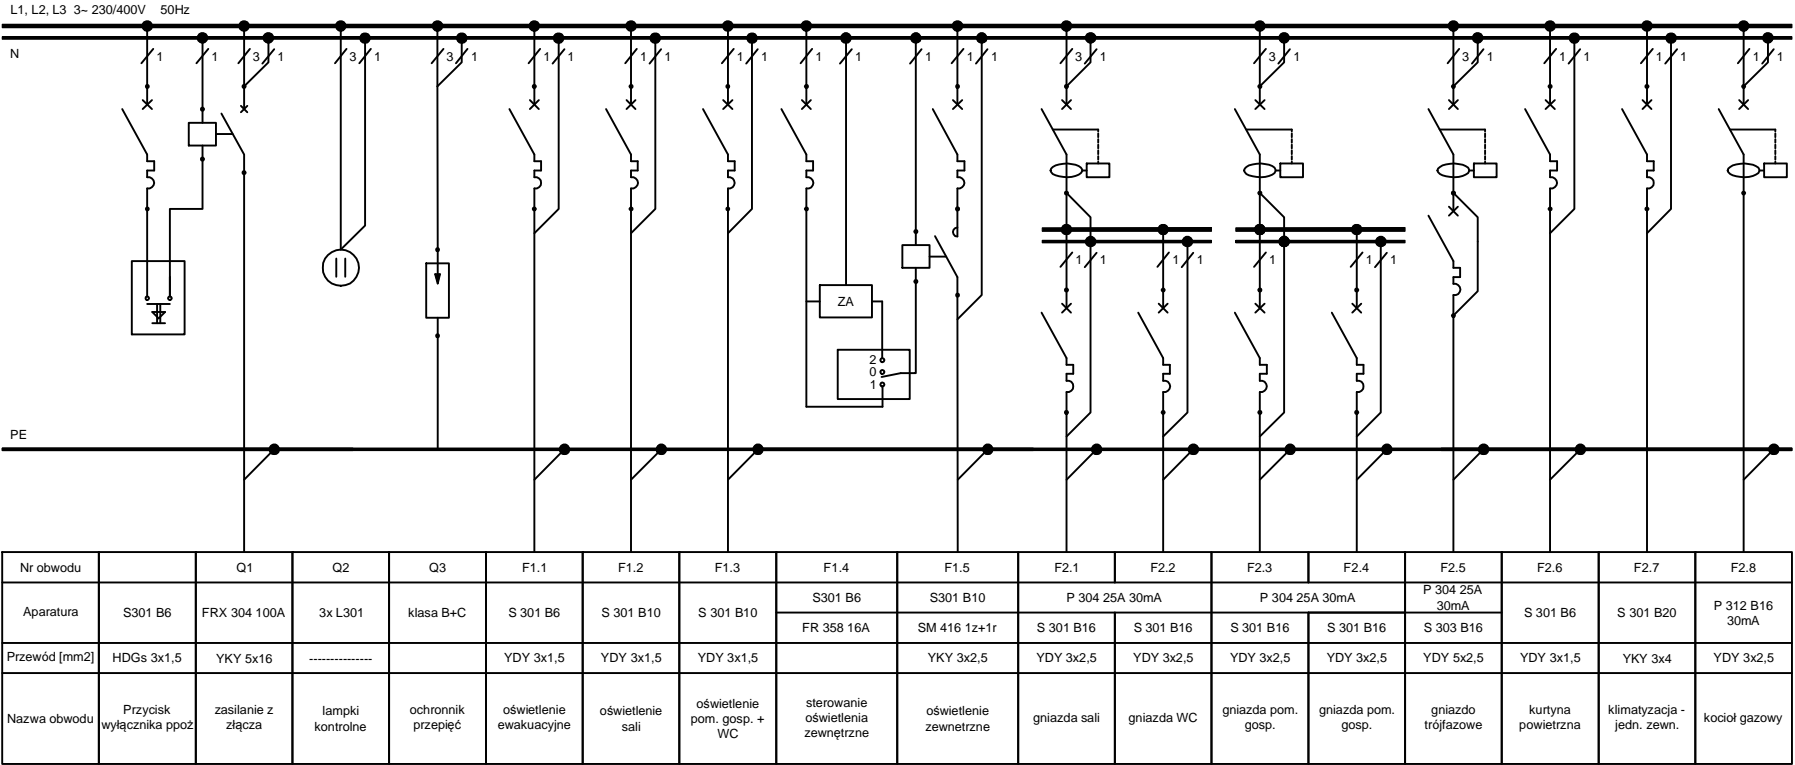 L1, L2, L3 3~ 230/400V 50Hz
N
1 1 3 1 3 1 3 1 1 1 1 1 1 1 1 1 1 1 1 3 1 3 1 3 1 1 1 1 1 1 1
1 1 1 1 1 1 1
ZA
2
0
1
PE
Nr obwodu Q1 Q2 Q3 F1.1 F1.2 F1.3 F1.4 F1.5 F2.1 F2.2 F2.3 F2.4 F2.5 F2.6 F2.7 F2.8
Aparatura S301 B6 FRX 304 100A 3x L301 klasa B+C S 301 B6 S 301 B10 S 301 B10
S301 B6 S301 B10 P 304 25A 30mA P 304 25A 30mA P 304 25A
30mA
S 301 B6 S 301 B20 P 312 B16
30mA
FR 358 16A SM 416 1z+1r S 301 B16 S 301 B16 S 301 B16 S 301 B16 S 303 B16
Przewód [mm2] HDGs 3x1,5 YKY 5x16 --------------- YDY 3x1,5 YDY 3x1,5 YDY 3x1,5 YKY 3x2,5 YDY 3x2,5 YDY 3x2,5 YDY 3x2,5 YDY 3x2,5 YDY 5x2,5 YDY 3x1,5 YKY 3x4 YDY 3x2,5
Nazwa obwodu
Przycisk
wyłącznika ppoż
zasilanie z
złącza
lampki
kontrolne
ochronnik
przepięć
oświetlenie
ewakuacyjne
oświetlenie
sali
oświetlenie
pom. gosp. +
WC
sterowanie
oświetlenia
zewnętrzne
oświetlenie
zewnetrzne
gniazda sali
gniazda WC
gniazda pom.
gosp.
gniazda pom.
gosp.
gniazdo
trójfazowe
kurtyna
powietrzna
klimatyzacja -
jedn. zewn.
kocioł gazowy